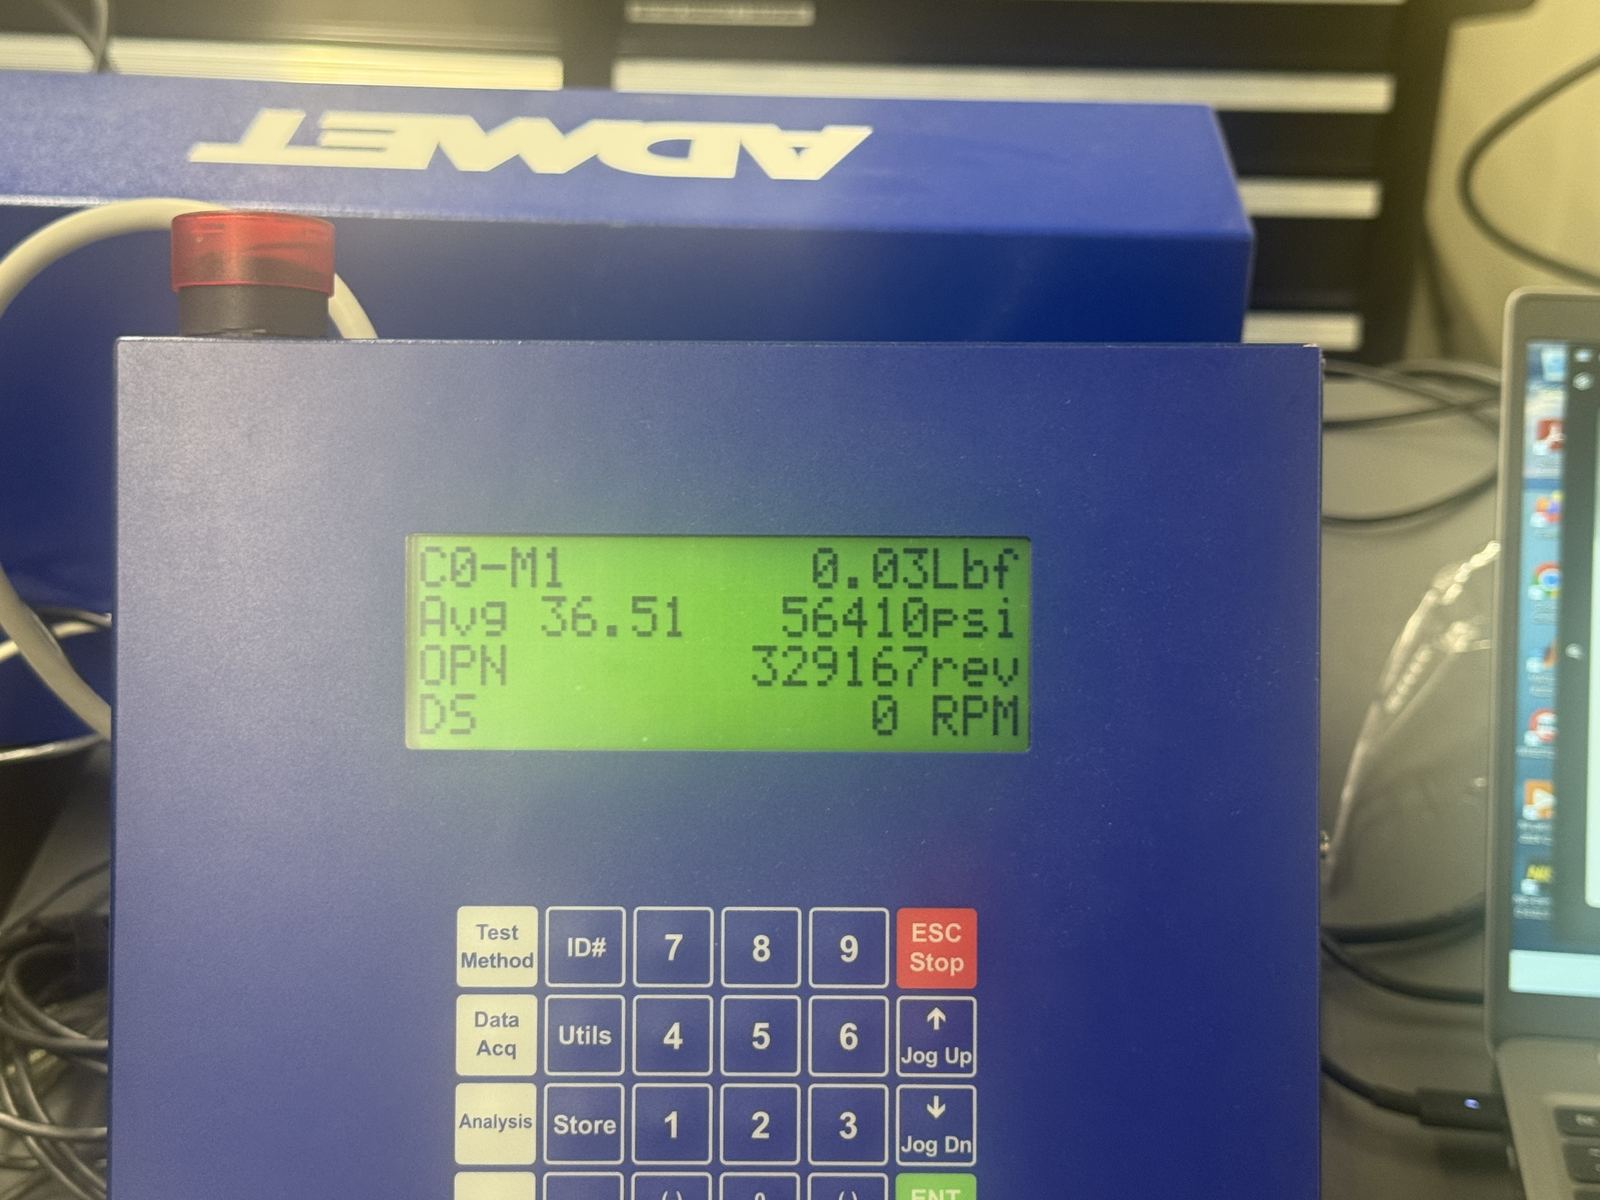 ADMET
C0-M1 0.03Lbf
Avg 36.51 56410psi
OPN 329167rev
DS 0 RPM
Test Method ID# 7 8 9 ESC Stop
Data Acq Utils 4 5 6 ↑ Jog Up
Analysis Store 1 2 3 ↓ Jog Dn
ENT